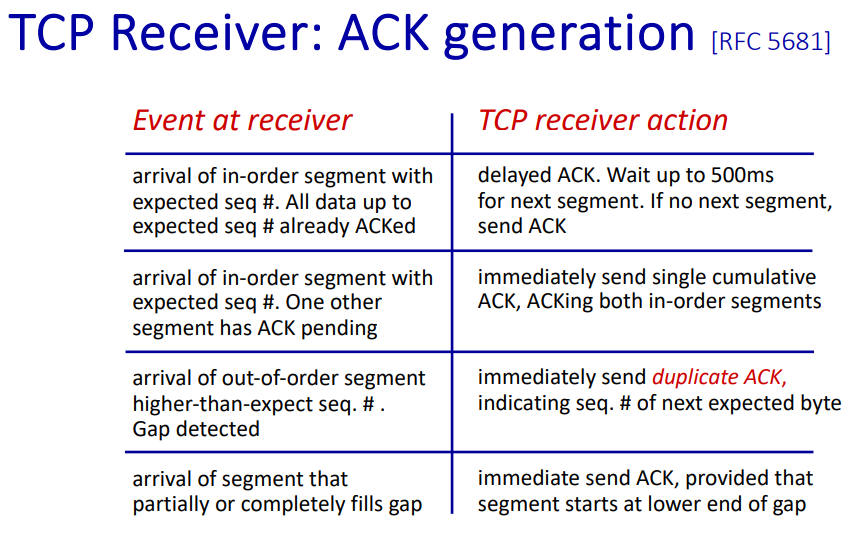 TCP Receiver: ACK generation [RFC 5681]
Event at receiver
TCP receiver action
arrival of in-order segment with
expected seq #. All data up to
expected seq # already ACKed
delayed ACK. Wait up to 500ms
for next segment. If no next segment,
send ACK
arrival of in-order segment with
expected seq #. One other
segment has ACK pending
immediately send single cumulative
ACK, ACKing both in-order segments
arrival of out-of-order segment
higher-than-expect seq. # .
Gap detected
immediately send duplicate ACK,
indicating seq. # of next expected byte
arrival of segment that
partially or completely fills gap
immediate send ACK, provided that
segment starts at lower end of gap